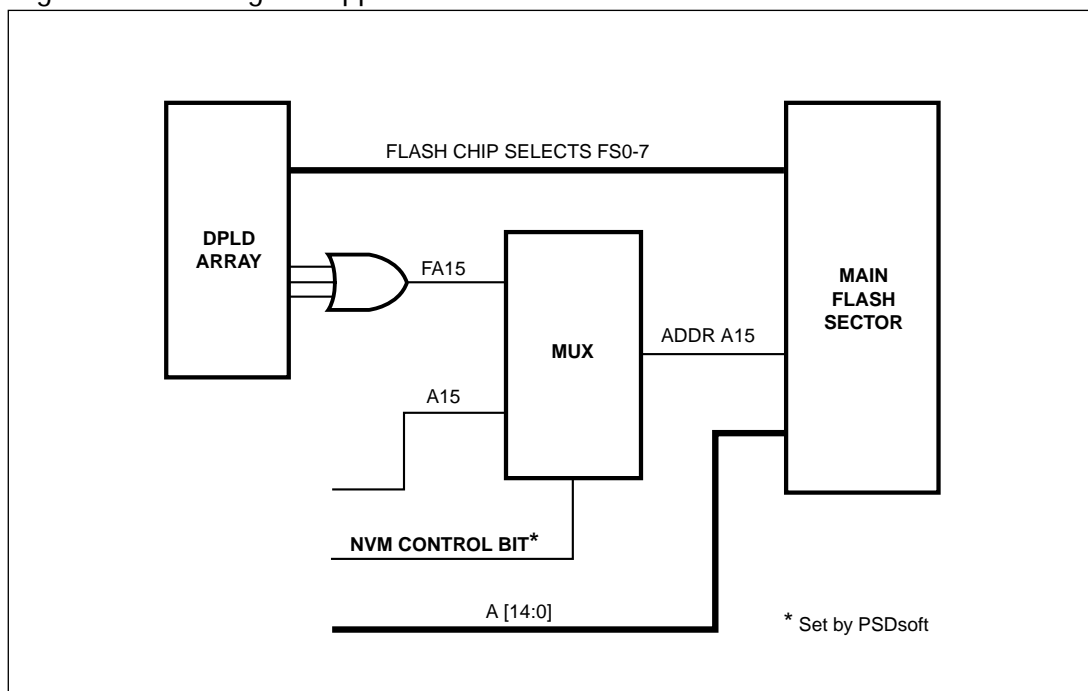 FLASH CHIP SELECTS FS0-7
DPLD
ARRAY
FA15
MUX
MAIN
FLASH
SECTOR
ADDR A15
A15
NVM CONTROL BIT*
A [14:0]
* Set by PSDsoft